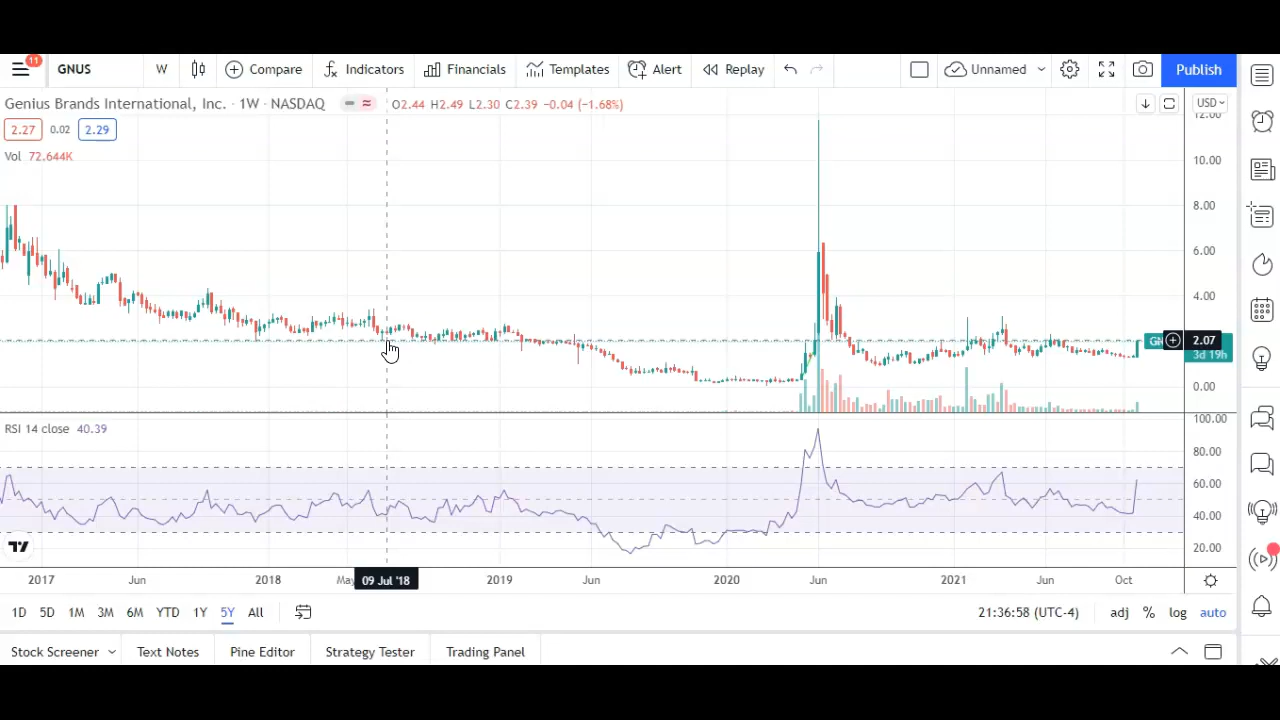 11
GNUS W Compare Indicators Financials Templates Alert Replay Unnamed Publish
Genius Brands International, Inc. · 1W · NASDAQ O2.44 H2.49 L2.30 C2.39 −0.04 (−1.68%) USD
2.27 0.02 2.29
Vol 72.644K
12.00
10.00
8.00
6.00
4.00
GN 2.07
3d 19h
0.00
RSI 14 close 40.39
100.00
80.00
60.00
40.00
20.00
2017 Jun 2018 May 09 Jul '18 2019 Jun 2020 Jun 2021 Jun Oct
1D 5D 1M 3M 6M YTD 1Y 5Y All 21:36:58 (UTC-4) adj % log auto
Stock Screener Text Notes Pine Editor Strategy Tester Trading Panel